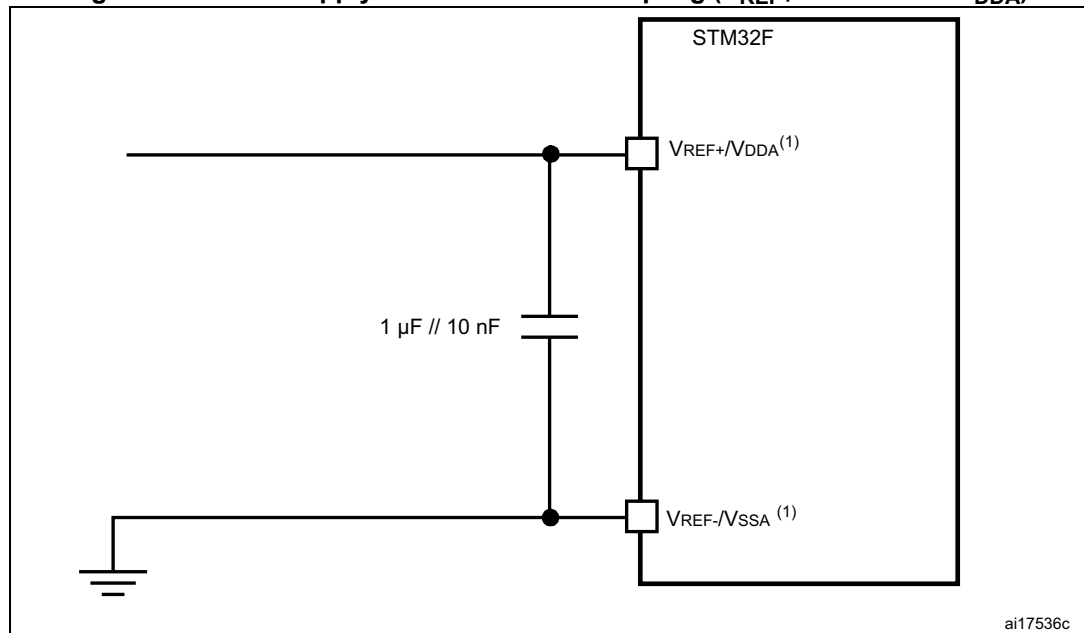 STM32F
VREF+/VDDA(1)
1 µF // 10 nF
VREF-/VSSA (1)
ai17536c